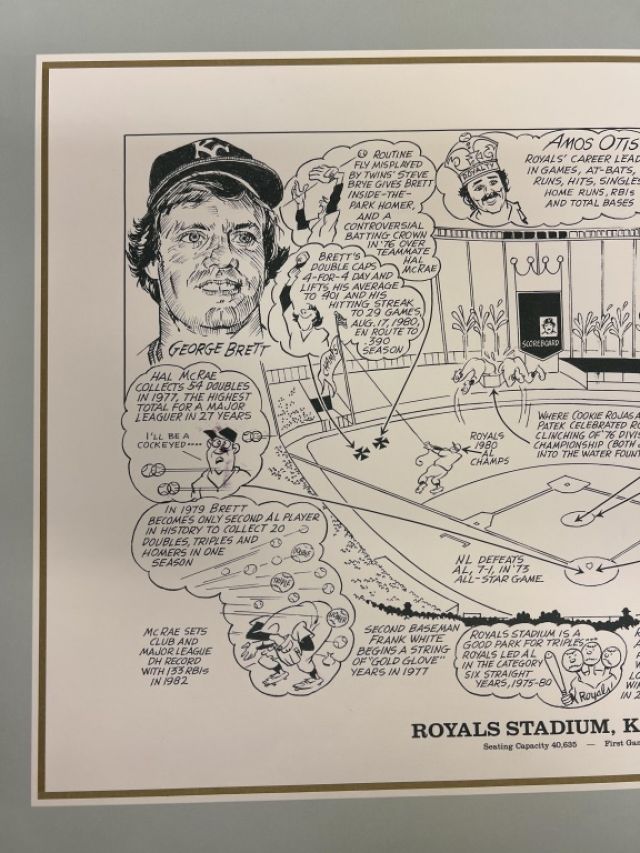 KC
GEORGE BRETT
ROUTINE
FLY MISPLAYED
BY TWINS' STEVE
BRYE GIVES BRETT
INSIDE-THE-
PARK HOMER,
AND A
CONTROVERSIAL
BATTING CROWN
IN '76 OVER
TEAMMATE
HAL
McRAE
ROYALTY
AMOS OTIS
ROYALS' CAREER LEAD
IN GAMES, AT-BATS,
RUNS, HITS, SINGLES
HOME RUNS, RBIs
AND TOTAL BASES
BRETT'S
DOUBLE CAPS
4-FOR-4 DAY AND
LIFTS HIS AVERAGE
TO .401 AND HIS
HITTING STREAK
TO 29 GAMES,
AUG. 17, 1980,
EN ROUTE TO
.390
SEASON
SCOREBOARD
HAL McRAE
COLLECTS 54 DOUBLES
IN 1977, THE HIGHEST
TOTAL FOR A MAJOR
LEAGUER IN 27 YEARS
I'LL BE A
COCKEYED----
ROYALS
1980
AL
CHAMPS
WHERE COOKIE ROJAS A
PATEK CELEBRATED RO
CLINCHING OF '76 DIVIS
CHAMPIONSHIP (BOTH J
INTO THE WATER FOUNT
IN 1979 BRETT
BECOMES ONLY SECOND AL PLAYER
IN HISTORY TO COLLECT 20
DOUBLES, TRIPLES AND
HOMERS IN ONE
SEASON
DOUBLE
TRIPLE
HOMER
NL DEFEATS
AL, 7-1, IN '73
ALL-STAR GAME.
McRAE SETS
CLUB AND
MAJOR LEAGUE
DH RECORD
WITH 133 RBIs
IN 1982
SECOND BASEMAN
FRANK WHITE
BEGINS A STRING
OF "GOLD GLOVE"
YEARS IN 1977
ROYALS STADIUM IS A
GOOD PARK FOR TRIPLES...
ROYALS LED AL
IN THE CATEGORY
SIX STRAIGHT
YEARS, 1975-80
Royals
ROYALS STADIUM, KA
Seating Capacity 40,635 — First Gam